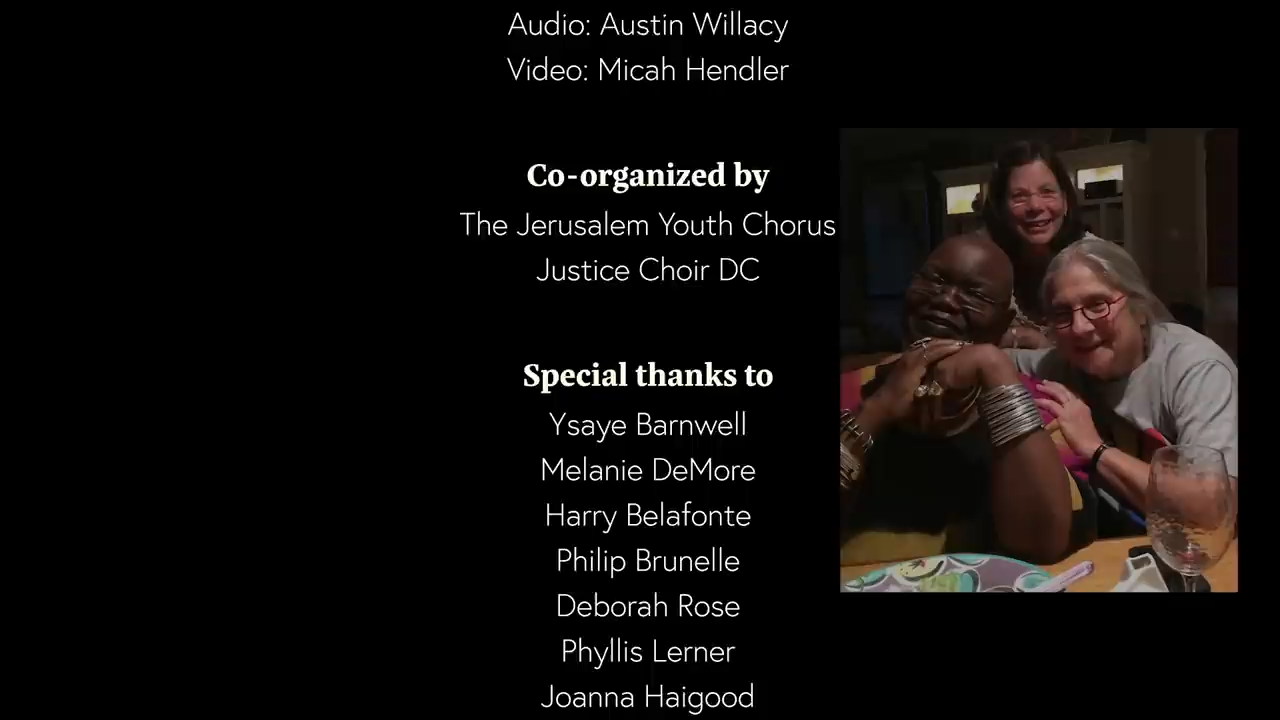 Audio: Austin Willacy
Video: Micah Hendler
Co-organized by
The Jerusalem Youth Chorus
Justice Choir DC
Special thanks to
Ysaye Barnwell
Melanie DeMore
Harry Belafonte
Philip Brunelle
Deborah Rose
Phyllis Lerner
Joanna Haigood